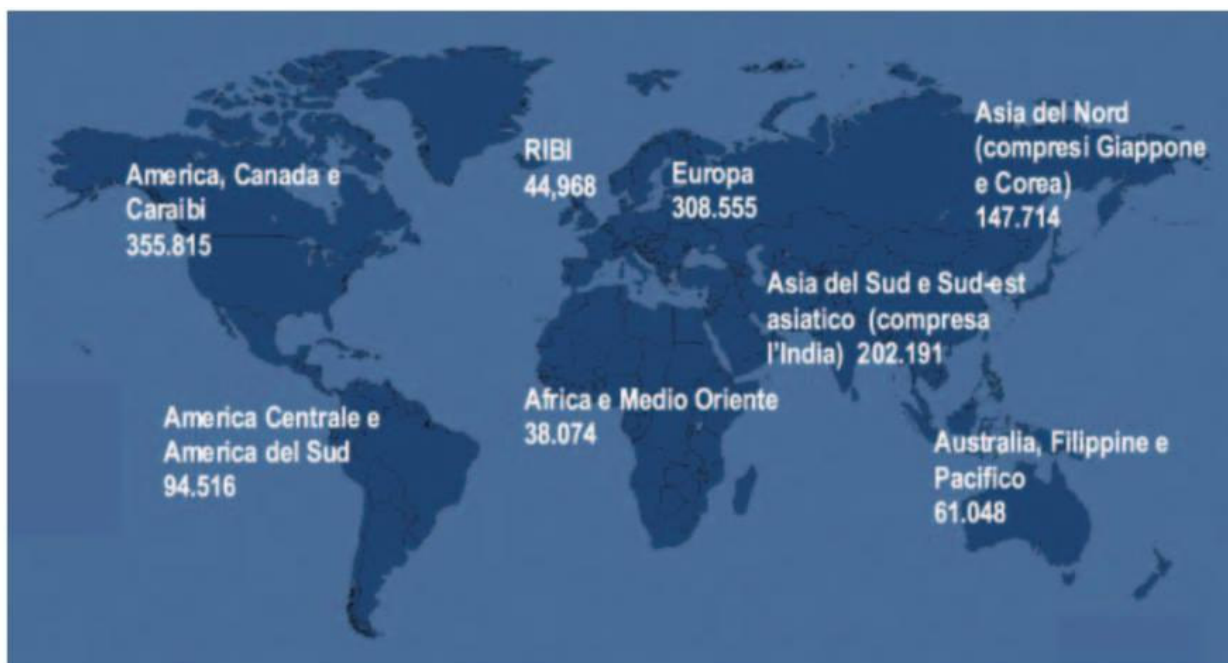 America, Canada e
Caraibi
355.815
RIBI
44,968
Europa
308.555
Asia del Nord
(compresi Giappone
e Corea)
147.714
Asia del Sud e Sud-est
asiatico (compresa
l'India) 202.191
America Centrale e
America del Sud
94.516
Africa e Medio Oriente
38.074
Australia, Filippine e
Pacifico
61.048